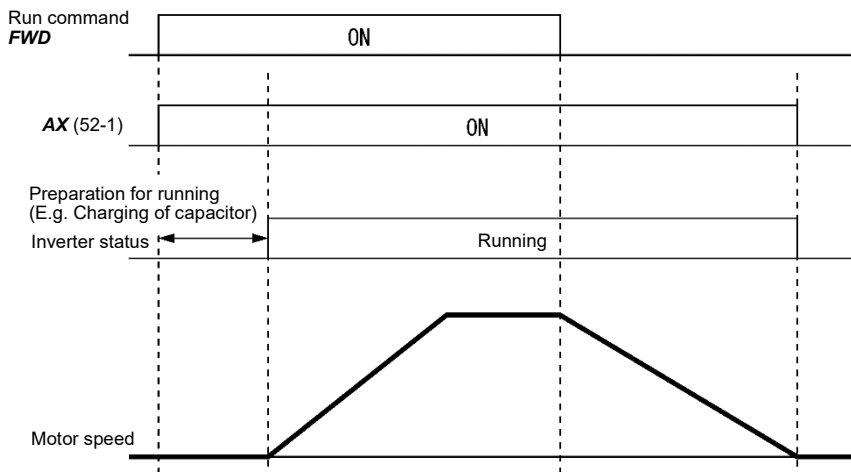 Run command
FWD
ON
AX (52-1)
ON
Preparation for running
(E.g. Charging of capacitor)
Inverter status
Running
Motor speed